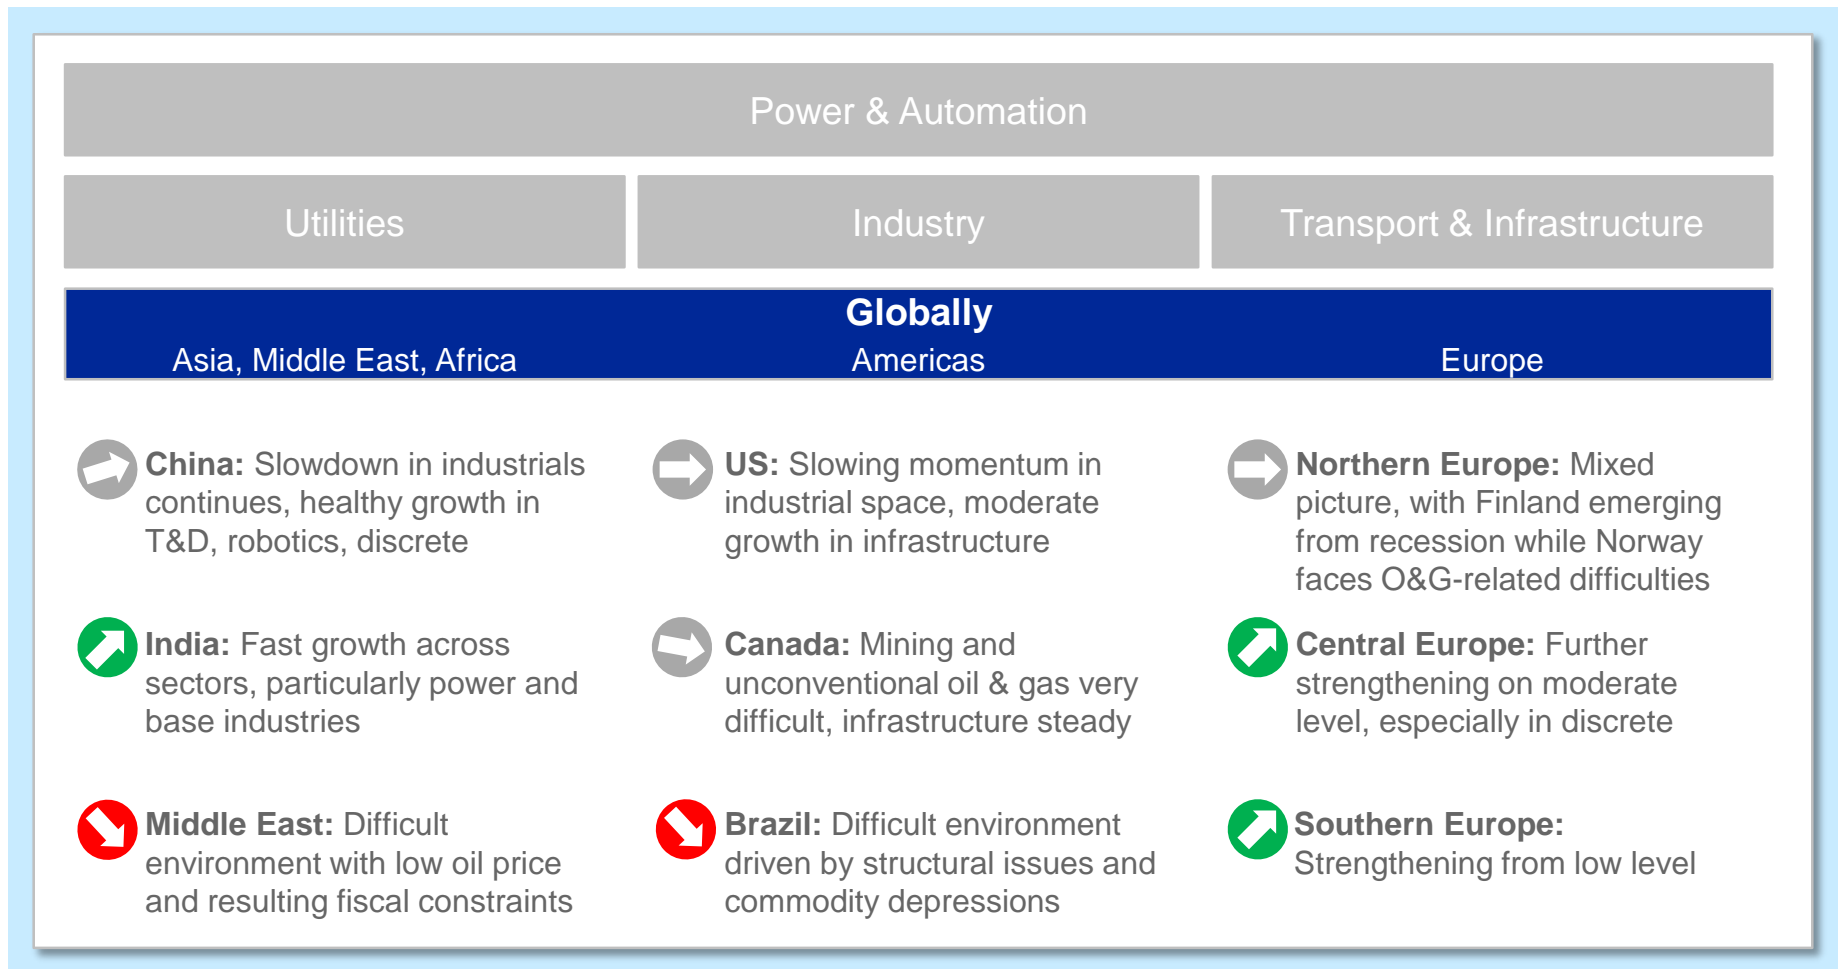 Power & Automation
Utilities
Industry
Transport & Infrastructure
Globally
Asia, Middle East, Africa
Americas
Europe
China: Slowdown in industrials
continues, healthy growth in
T&D, robotics, discrete
India: Fast growth across
sectors, particularly power and
base industries
Middle East: Difficult
environment with low oil price
and resulting fiscal constraints
US: Slowing momentum in
industrial space, moderate
growth in infrastructure
Canada: Mining and
unconventional oil & gas very
difficult, infrastructure steady
Brazil: Difficult environment
driven by structural issues and
commodity depressions
Northern Europe: Mixed
picture, with Finland emerging
from recession while Norway
faces O&G-related difficulties
Central Europe: Further
strengthening on moderate
level, especially in discrete
Southern Europe:
Strengthening from low level